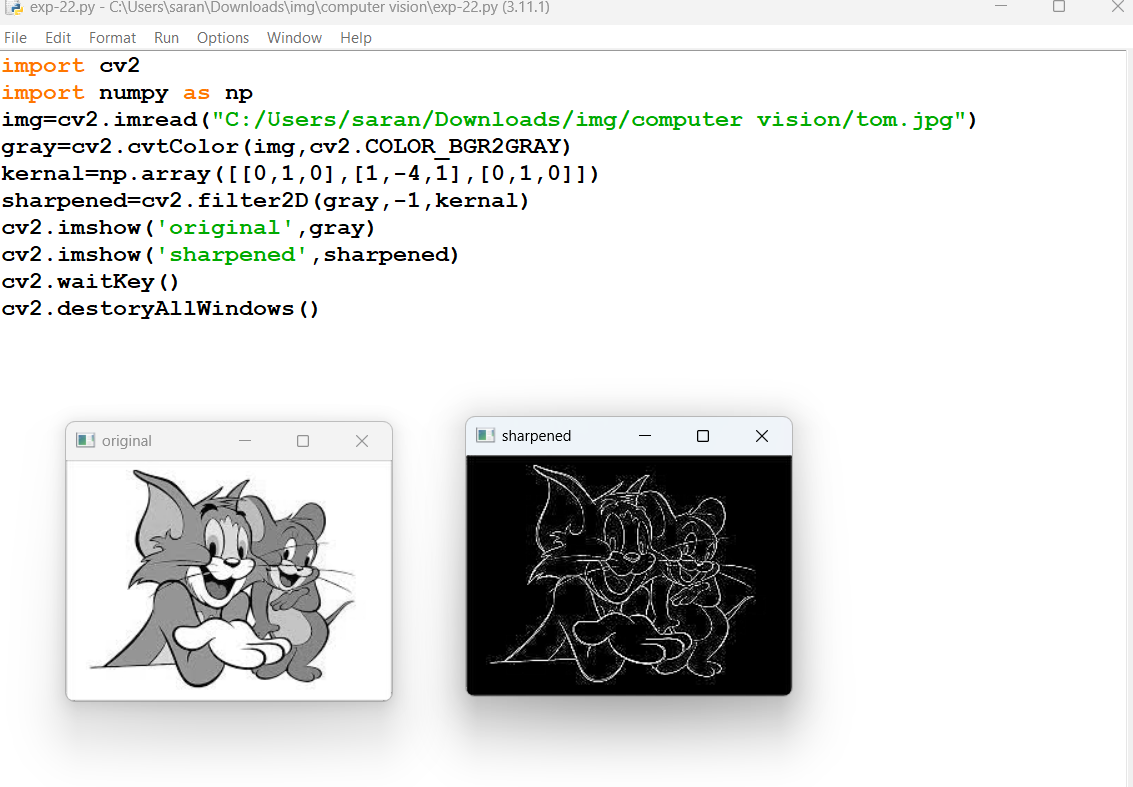 exp-22.py - C:\Users\saran\Downloads\img\computer vision\exp-22.py (3.11.1)
File Edit Format Run Options Window Help
import cv2
import numpy as np
img=cv2.imread("C:/Users/saran/Downloads/img/computer vision/tom.jpg")
gray=cv2.cvtColor(img,cv2.COLOR_BGR2GRAY)
kernal=np.array([[0,1,0],[1,-4,1],[0,1,0]])
sharpened=cv2.filter2D(gray,-1,kernal)
cv2.imshow('original',gray)
cv2.imshow('sharpened',sharpened)
cv2.waitKey()
cv2.destoryAllWindows()
original
sharpened